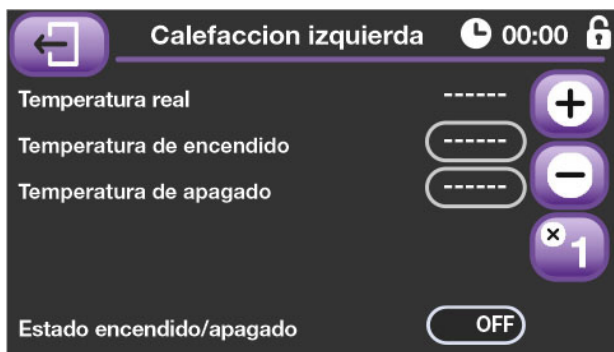 Calefaccion izquierda 00:00
Temperatura real ------
Temperatura de encendido ------
Temperatura de apagado ------
×1
Estado encendido/apagado OFF